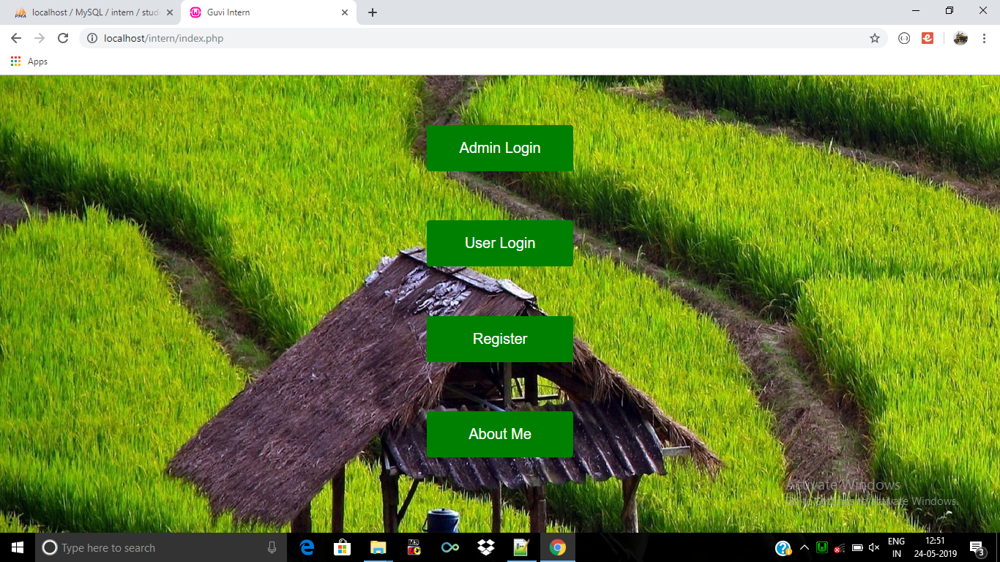 localhost / MySQL / intern / stud
Guvi Intern
localhost/intern/index.php
Apps
Admin Login
User Login
Register
About Me
Activate Windows
Activate Windows.
Type here to search
ENG
IN
12:51
24-05-2019
3